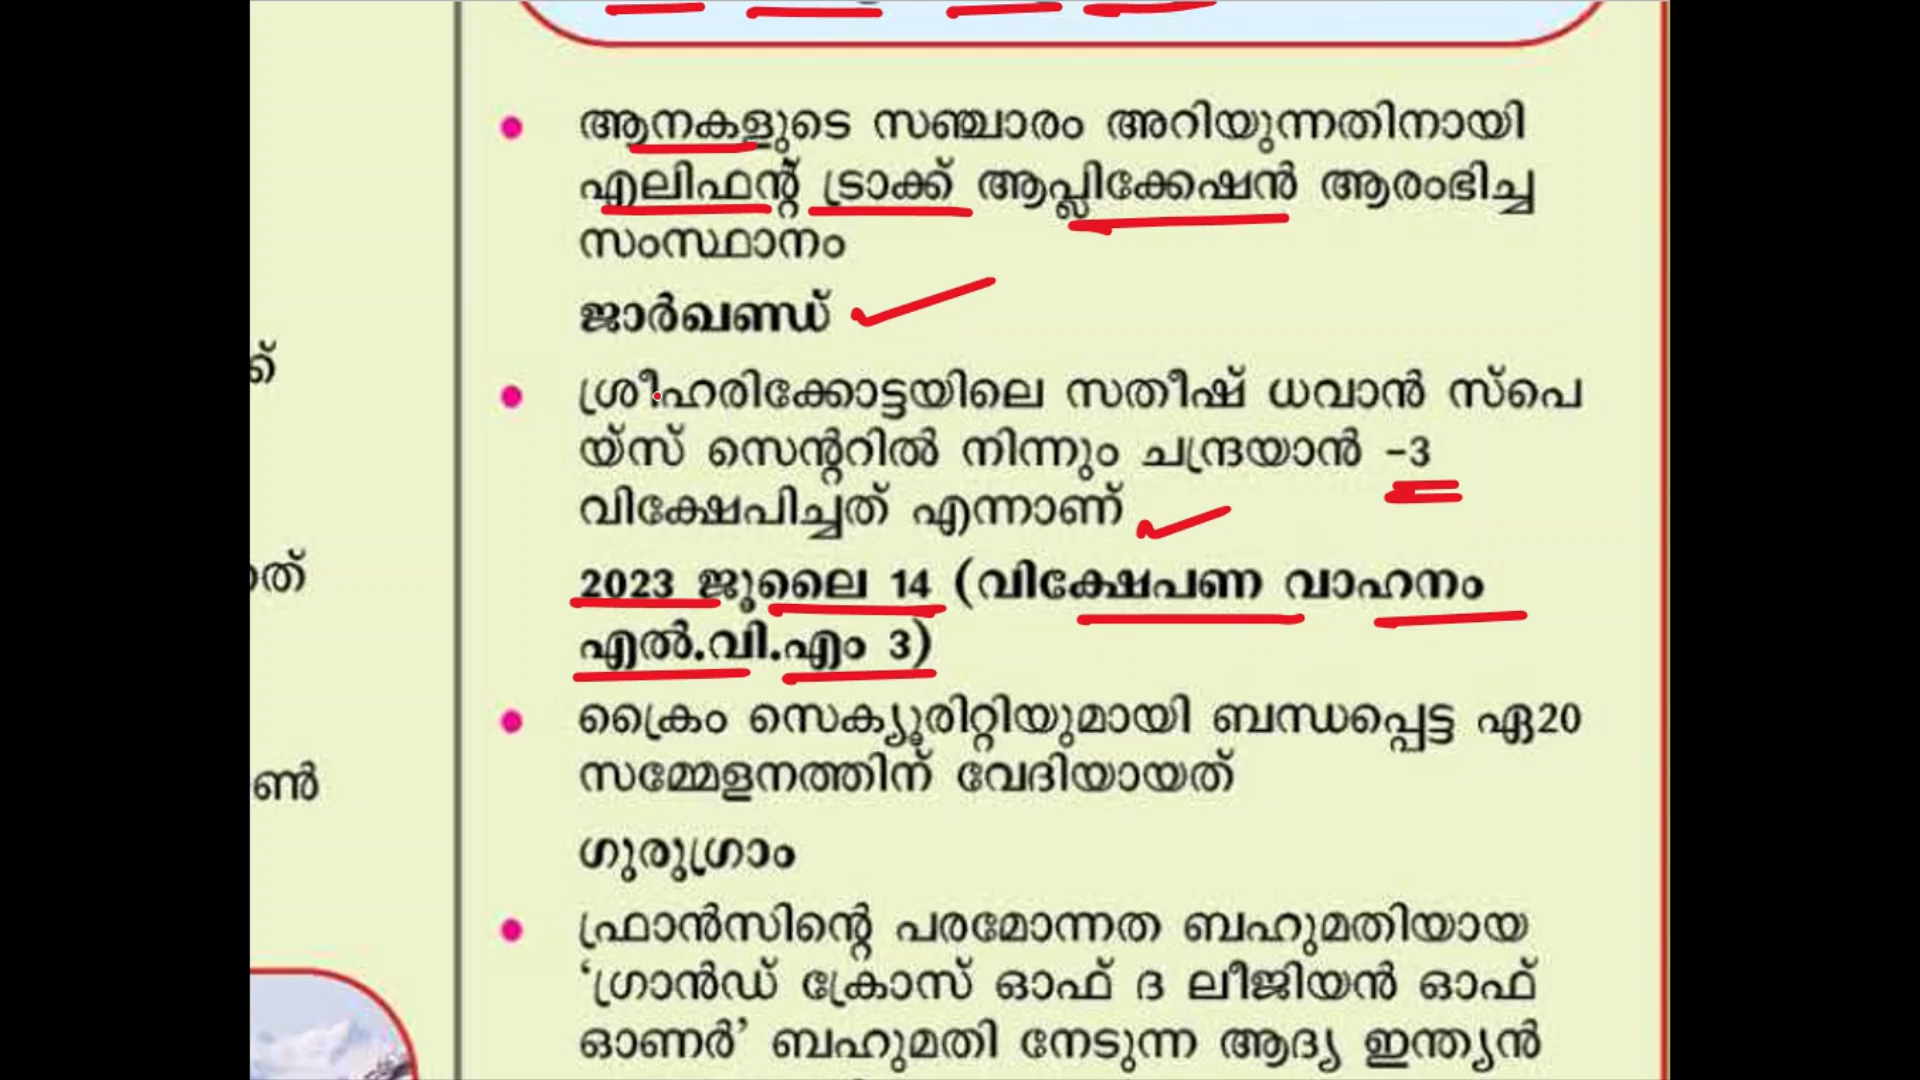 ആനകളുടെ സഞ്ചാരം അറിയുന്നതിനായി
എലിഫന്റ് ട്രാക്ക് ആപ്ലിക്കേഷൻ ആരംഭിച്ച
സംസ്ഥാനം
ജാർഖണ്ഡ്
ശ്രീഹരിക്കോട്ടയിലെ സതീഷ് ധവാൻ സ്പെ
യ്സ് സെന്ററിൽ നിന്നും ചന്ദ്രയാൻ -3
വിക്ഷേപിച്ചത് എന്നാണ്
2023 ജൂലൈ 14 (വിക്ഷേപണ വാഹനം
എൽ.വി.എം 3)
ക്രൈം സെക്യൂരിറ്റിയുമായി ബന്ധപ്പെട്ട ഏ20
സമ്മേളനത്തിന് വേദിയായത്
ഗുരുഗ്രാം
ഫ്രാൻസിന്റെ പരമോന്നത ബഹുമതിയായ
‘ഗ്രാൻഡ് ക്രോസ് ഓഫ് ദ ലീജിയൻ ഓഫ്
ഓണർ’ ബഹുമതി നേടുന്ന ആദ്യ ഇന്ത്യൻ